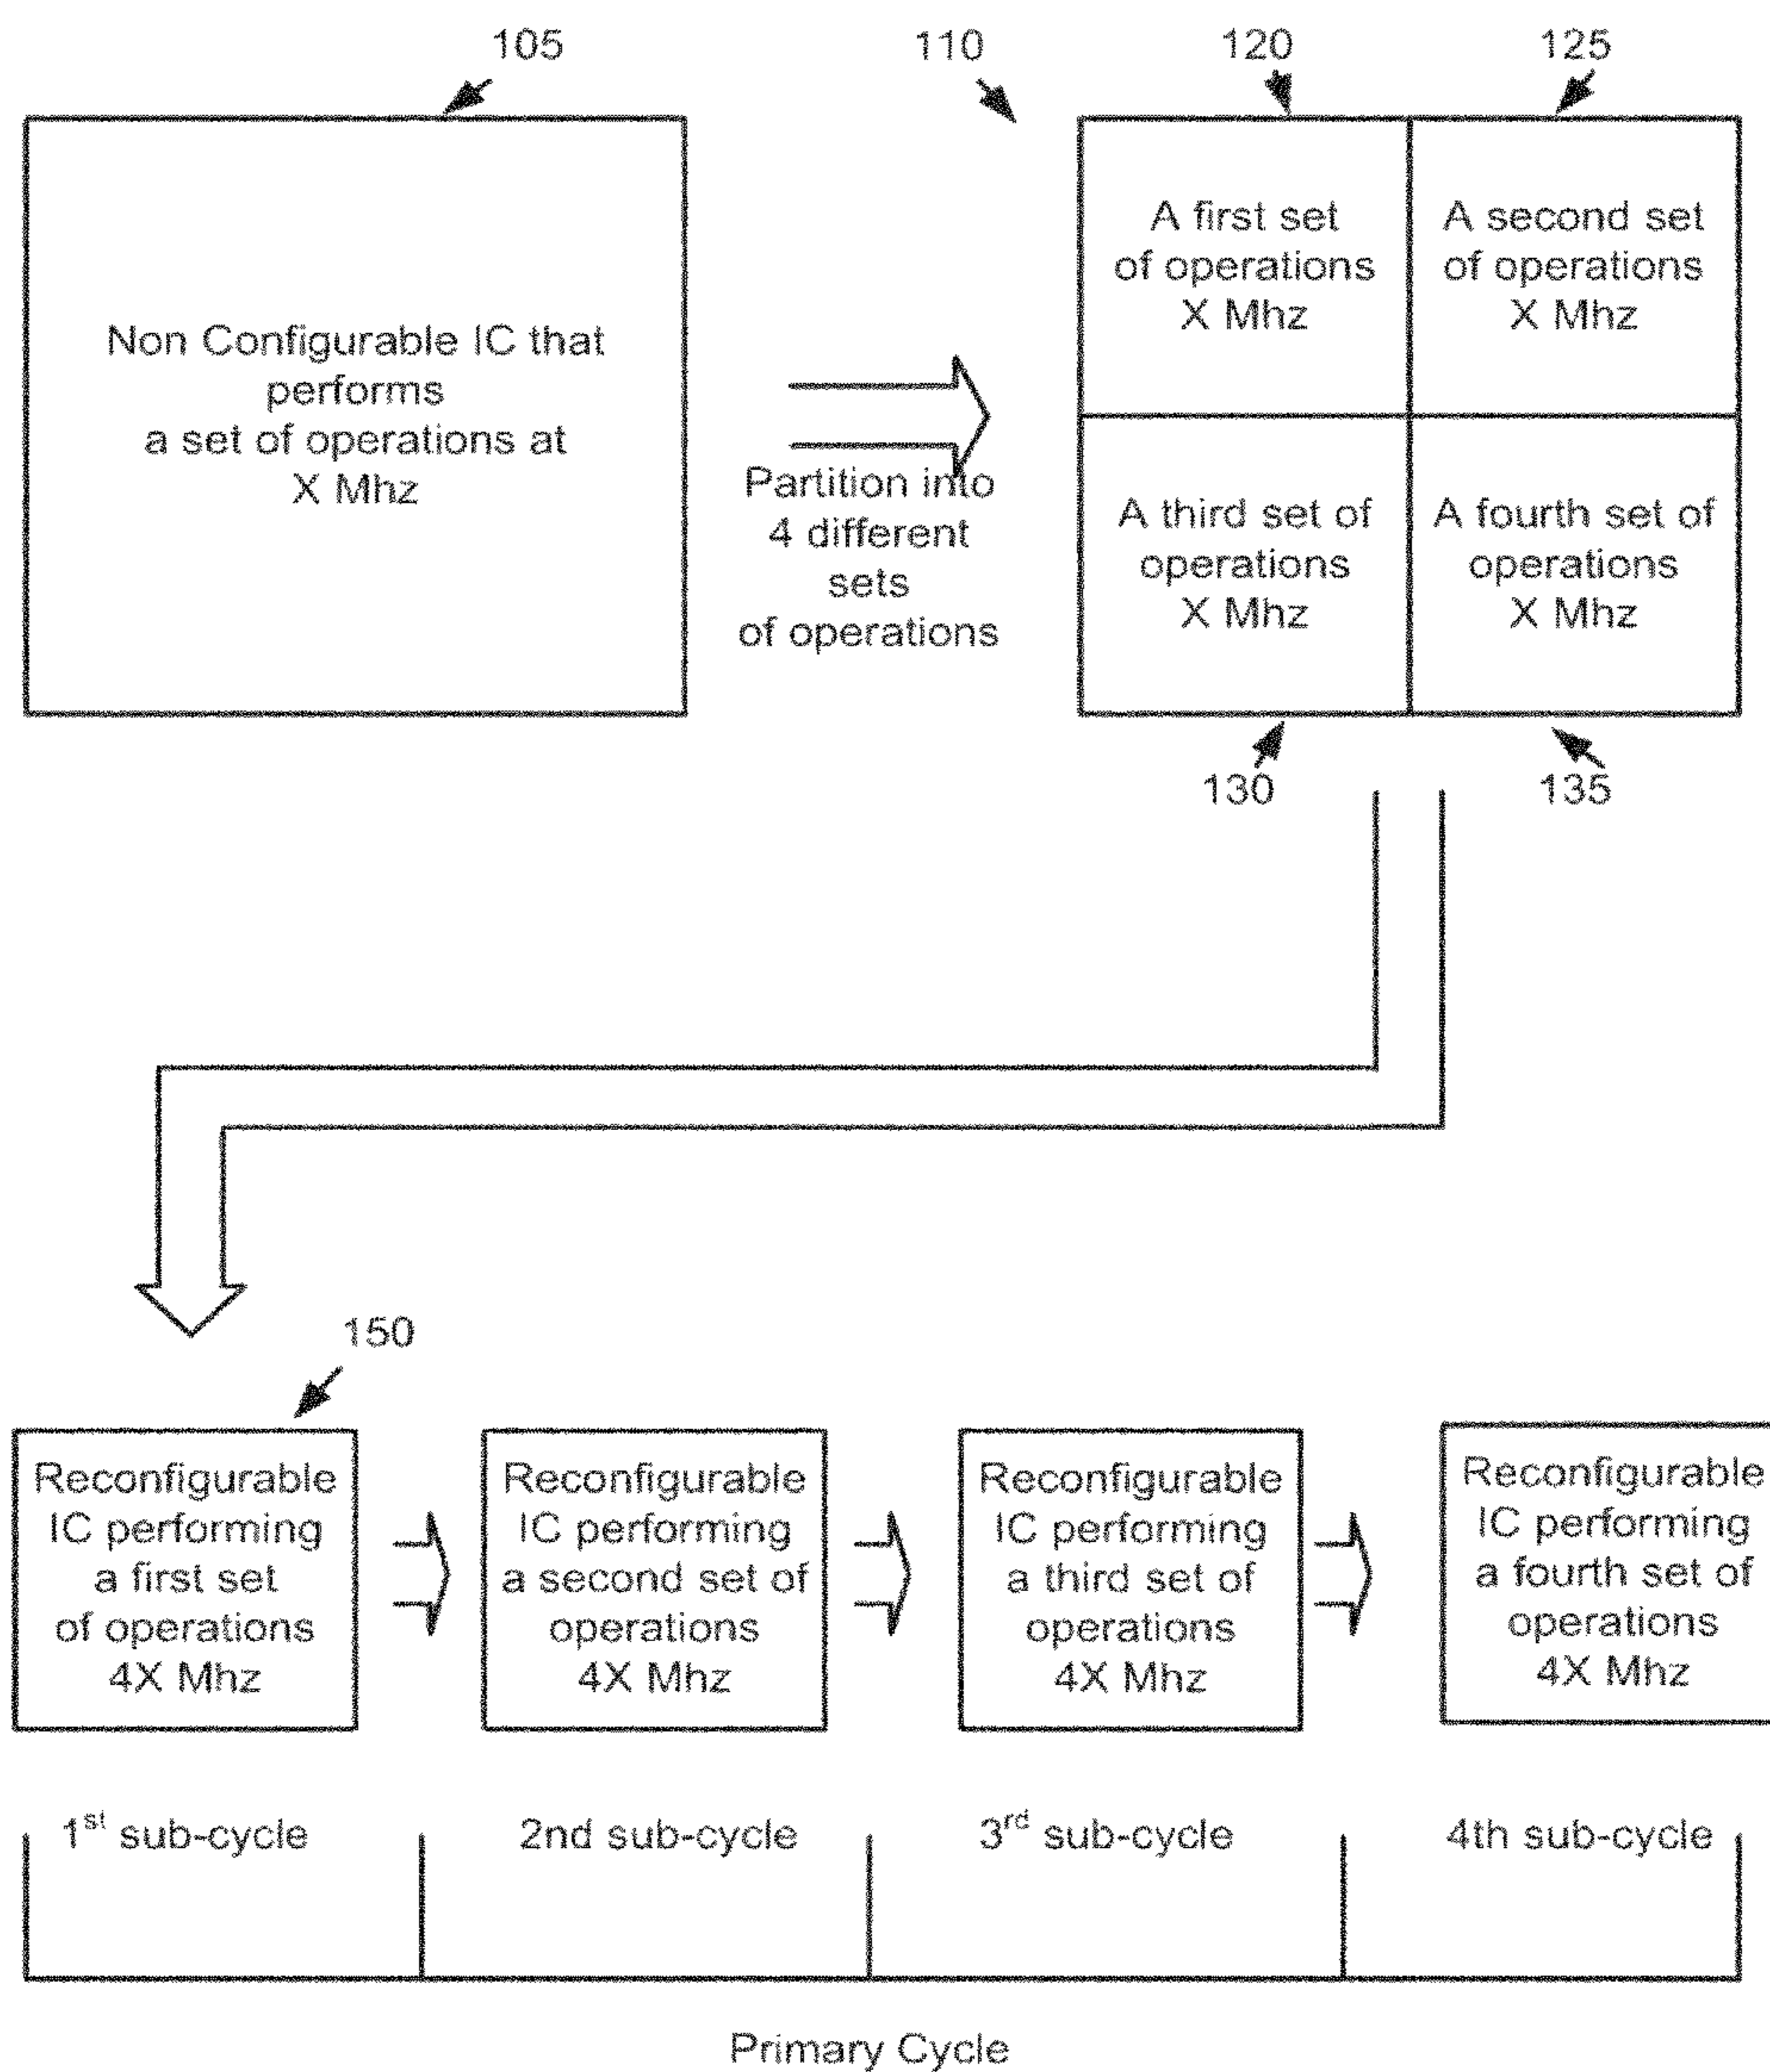 105
110
120
125
Non Configurable IC that
performs
a set of operations at
X Mhz
Partition into
4 different
sets
of operations
A first set
of operations
X Mhz
A second set
of operations
X Mhz
A third set of
operations
X Mhz
A fourth set of
operations
X Mhz
130
135
150
Reconfigurable
IC performing
a first set
of operations
4X Mhz
Reconfigurable
IC performing
a second set of
operations
4X Mhz
Reconfigurable
IC performing
a third set of
operations
4X Mhz
Reconfigurable
IC performing
a fourth set of
operations
4X Mhz
1st sub-cycle
2nd sub-cycle
3rd sub-cycle
4th sub-cycle
Primary Cycle